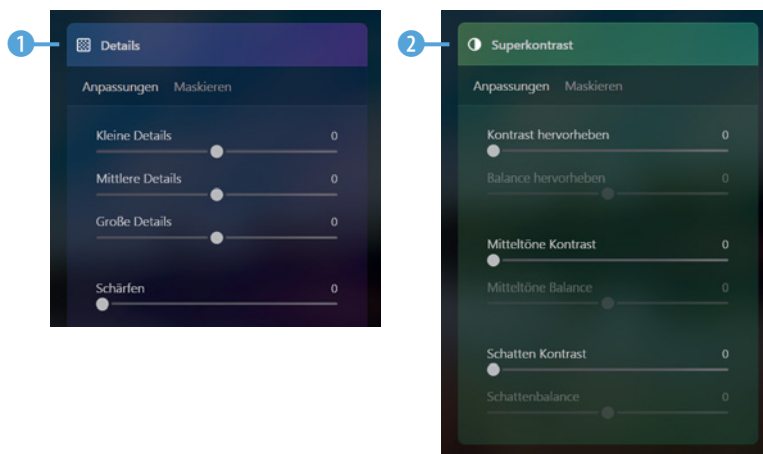 1
Details
Anpassungen Maskieren
Kleine Details 0
Mittlere Details 0
Große Details 0
Schärfen 0
2
Superkontrast
Anpassungen Maskieren
Kontrast hervorheben 0
Balance hervorheben 0
Mitteltöne Kontrast 0
Mitteltöne Balance 0
Schatten Kontrast 0
Schattenbalance 0